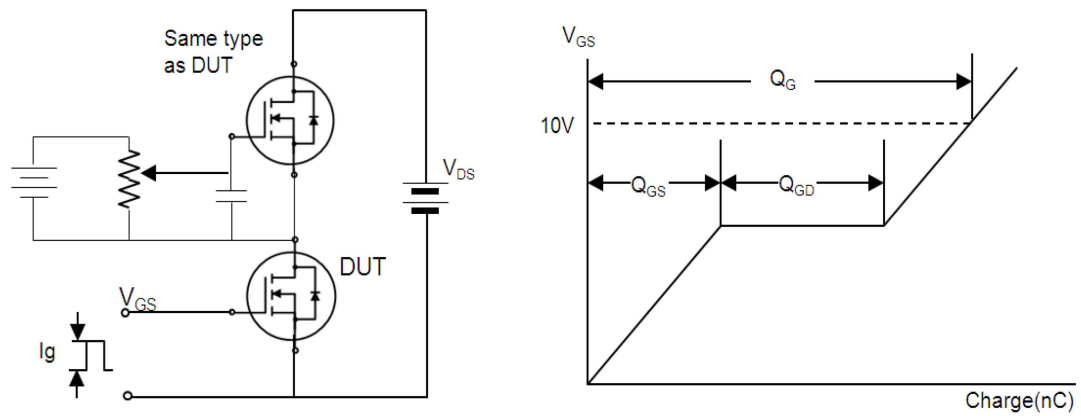 Same type
as DUT
V_DS
DUT
V_GS
Ig
V_GS
Q_G
10V
Q_GS
Q_GD
Charge(nC)